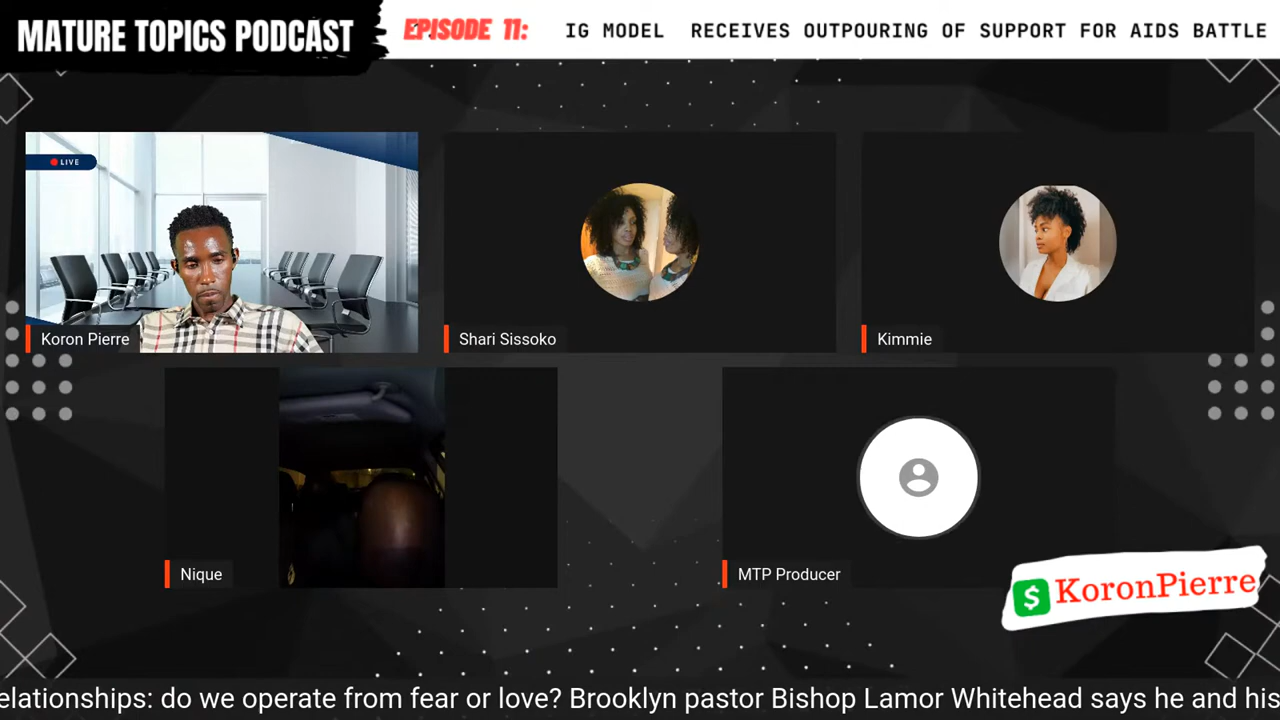 MATURE TOPICS PODCAST
EPISODE 11:
IG MODEL RECEIVES OUTPOURING OF SUPPORT FOR AIDS BATTLE
LIVE
Koron Pierre
Shari Sissoko
Kimmie
Nique
MTP Producer
$ KoronPierre
elationships: do we operate from fear or love? Brooklyn pastor Bishop Lamor Whitehead says he and his